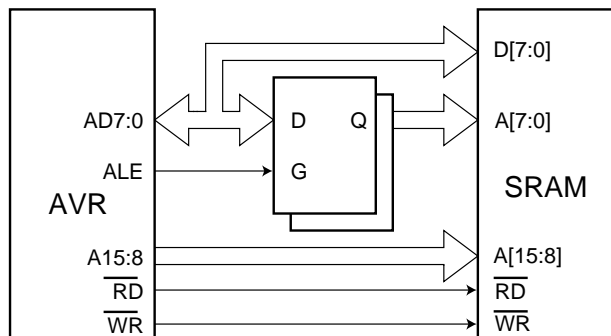 D[7:0]
AD7:0
D
Q
A[7:0]
ALE
G
AVR
SRAM
A15:8
A[15:8]
RD
RD
WR
WR